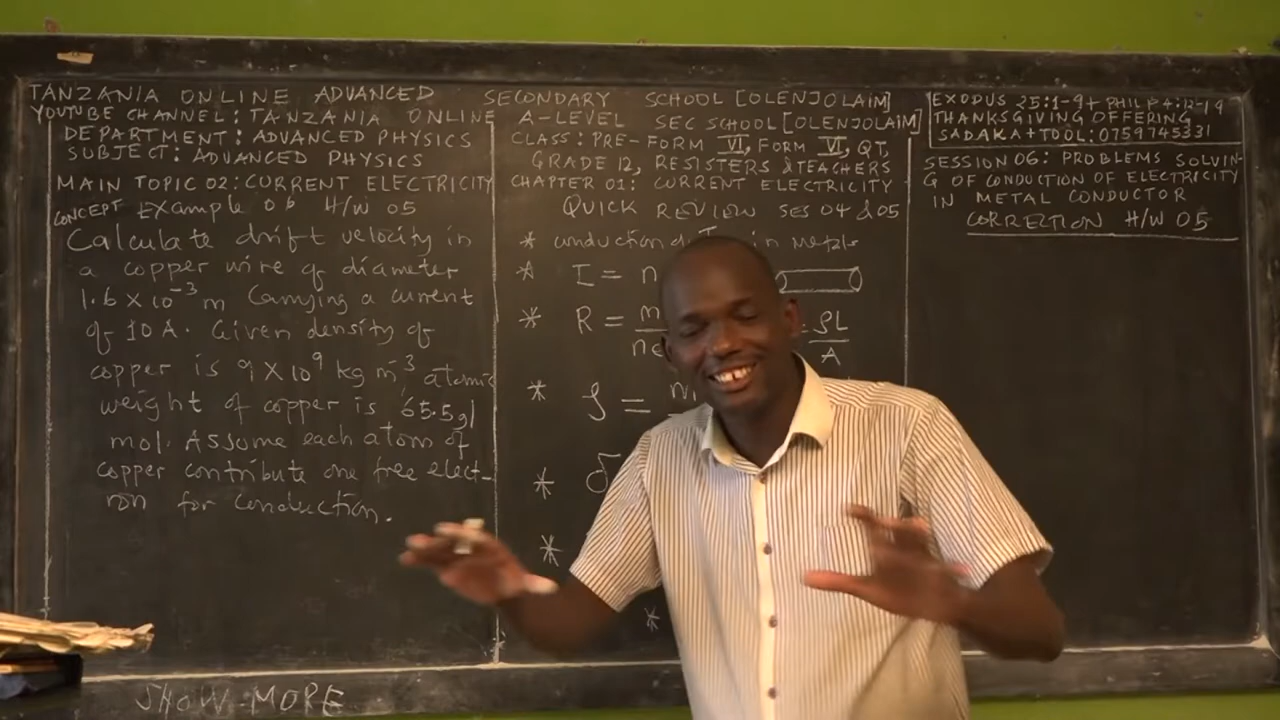 TANZANIA ONLINE ADVANCED SECONDARY SCHOOL [OLENJOLAIM]
YOUTUBE CHANNEL: TANZANIA ONLINE A-LEVEL SEC SCHOOL [OLENJOLAIM]
DEPARTMENT: ADVANCED PHYSICS
SUBJECT: ADVANCED PHYSICS
MAIN TOPIC 02: CURRENT ELECTRICITY
CONCEPT Example 06 H/W 05
Calculate drift velocity in
a copper wire of diameter
1.6 X 10⁻³ m Carrying a current
of 10 A. Given density of
copper is 9 X 10⁹ kg m⁻³, atomic
weight of copper is 65.5g/
mol. Assume each atom of
copper contribute one free elect-
ron for Conduction.
CLASS: PRE-FORM VI, FORM VI, QT,
GRADE 12, RESISTERS & TEACHERS
CHAPTER 01: CURRENT ELECTRICITY
QUICK REVIEW SES 04 & 05
* conduction of in Metals
* I = n
* R = m
ne
ρL
A
* ρ = m
* δ
*
*
EXODUS 25:1-9 + PHILP 4:12-19
THANKSGIVING OFFERING
SADAKA + TOOL: 0759745331
SESSION 06: PROBLEMS SOLVIN-
G OF CONDUCTION OF ELECTRICITY
IN METAL CONDUCTOR
CORRECTION H/W 05
SHOW MORE